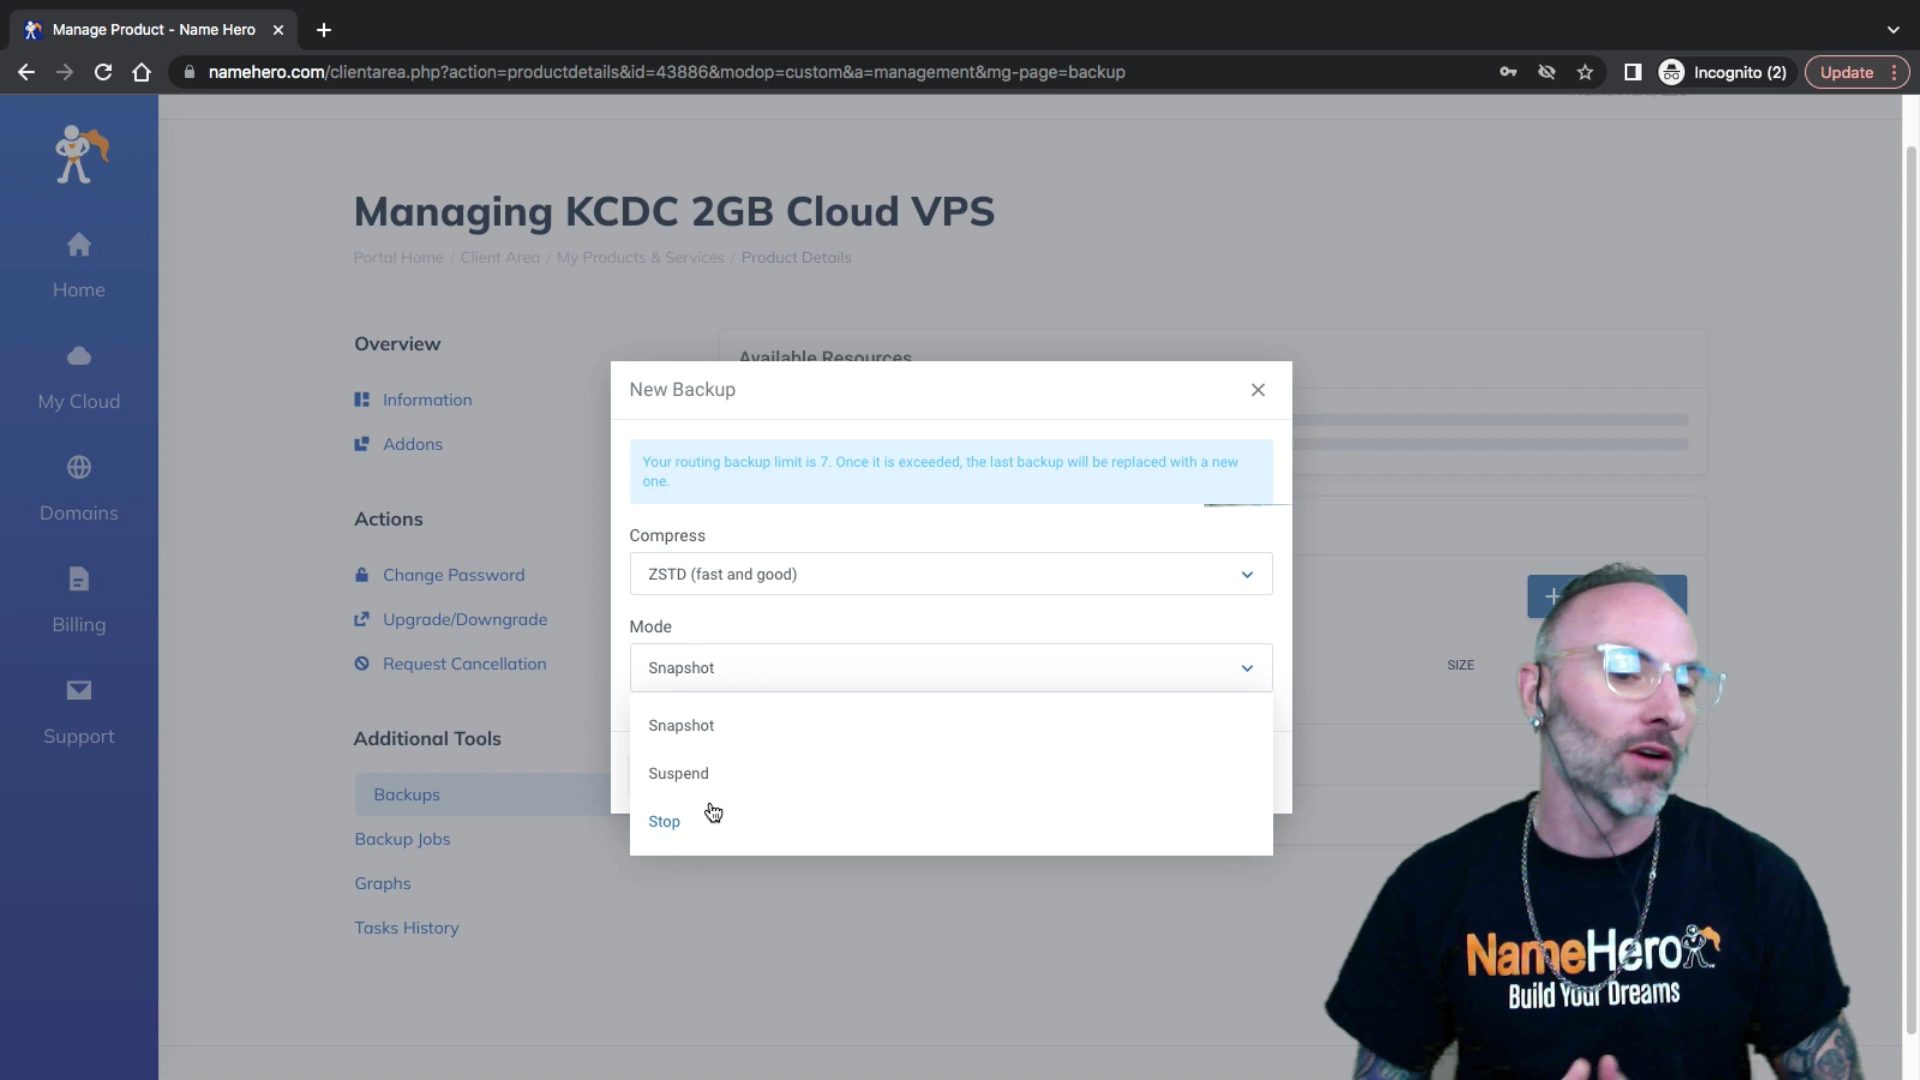 Manage Product - Name Hero
namehero.com/clientarea.php?action=productdetails&id=43886&modop=custom&a=management&mg-page=backup
Incognito (2)
Update
Managing KCDC 2GB Cloud VPS
Portal Home / Client Area / My Products & Services / Product Details
Home
My Cloud
Domains
Billing
Support
Overview
Information
Addons
Actions
Change Password
Upgrade/Downgrade
Request Cancellation
Additional Tools
Backups
Backup Jobs
Graphs
Tasks History
Available Resources
New Backup
Your routing backup limit is 7. Once it is exceeded, the last backup will be replaced with a new
one.
Compress
ZSTD (fast and good)
Mode
Snapshot
Snapshot
Suspend
Stop
SIZE
NameHero
Build Your Dreams